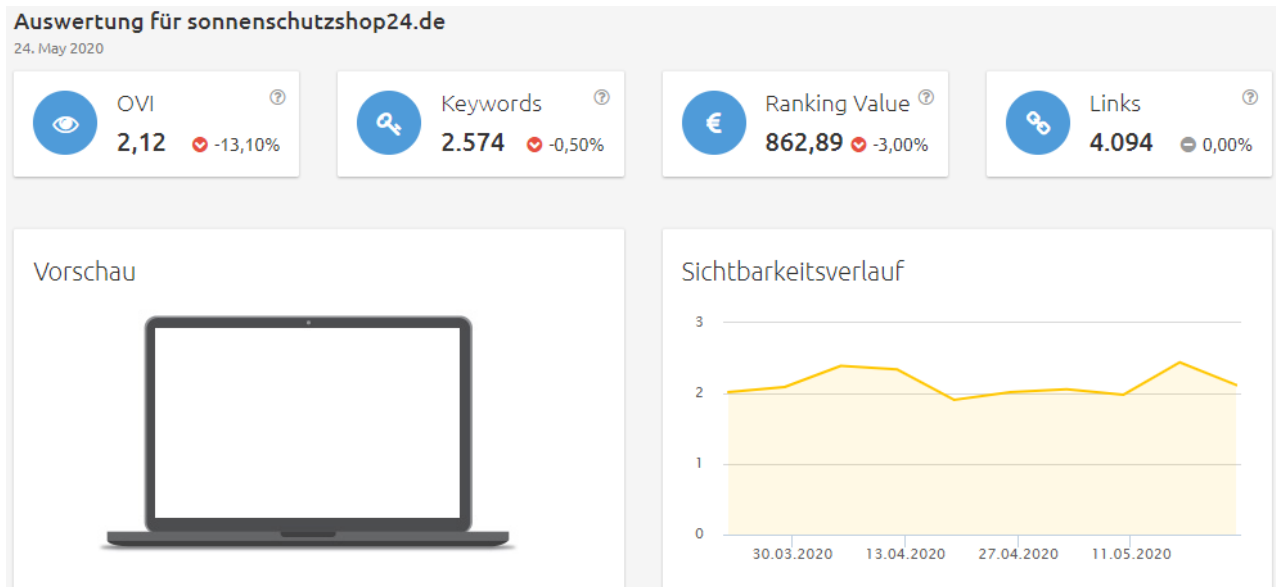 Auswertung für sonnenschutzshop24.de
24. May 2020
OVI
2,12 -13,10%
Keywords
2.574 -0,50%
Ranking Value
862,89 -3,00%
Links
4.094 0,00%
Vorschau
Sichtbarkeitsverlauf
3
2
1
0
30.03.2020 13.04.2020 27.04.2020 11.05.2020